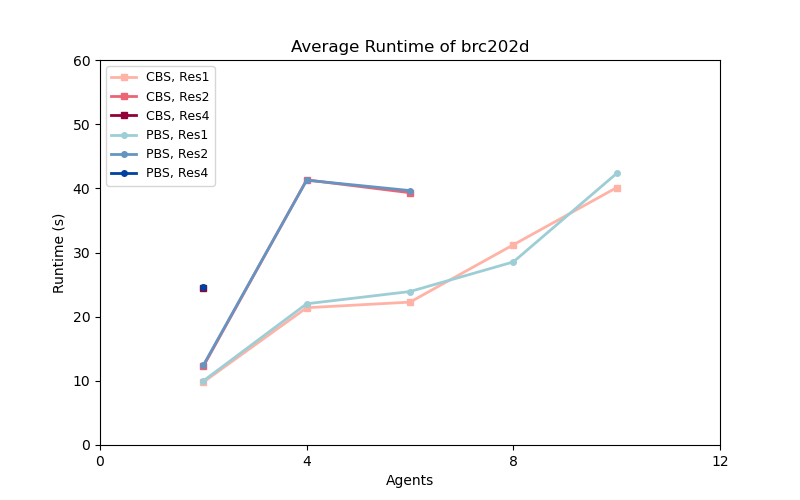 Average Runtime of brc202d
60
50
40
30
20
10
0
Runtime (s)
CBS, Res1
CBS, Res2
CBS, Res4
PBS, Res1
PBS, Res2
PBS, Res4
0 4 8 12
Agents